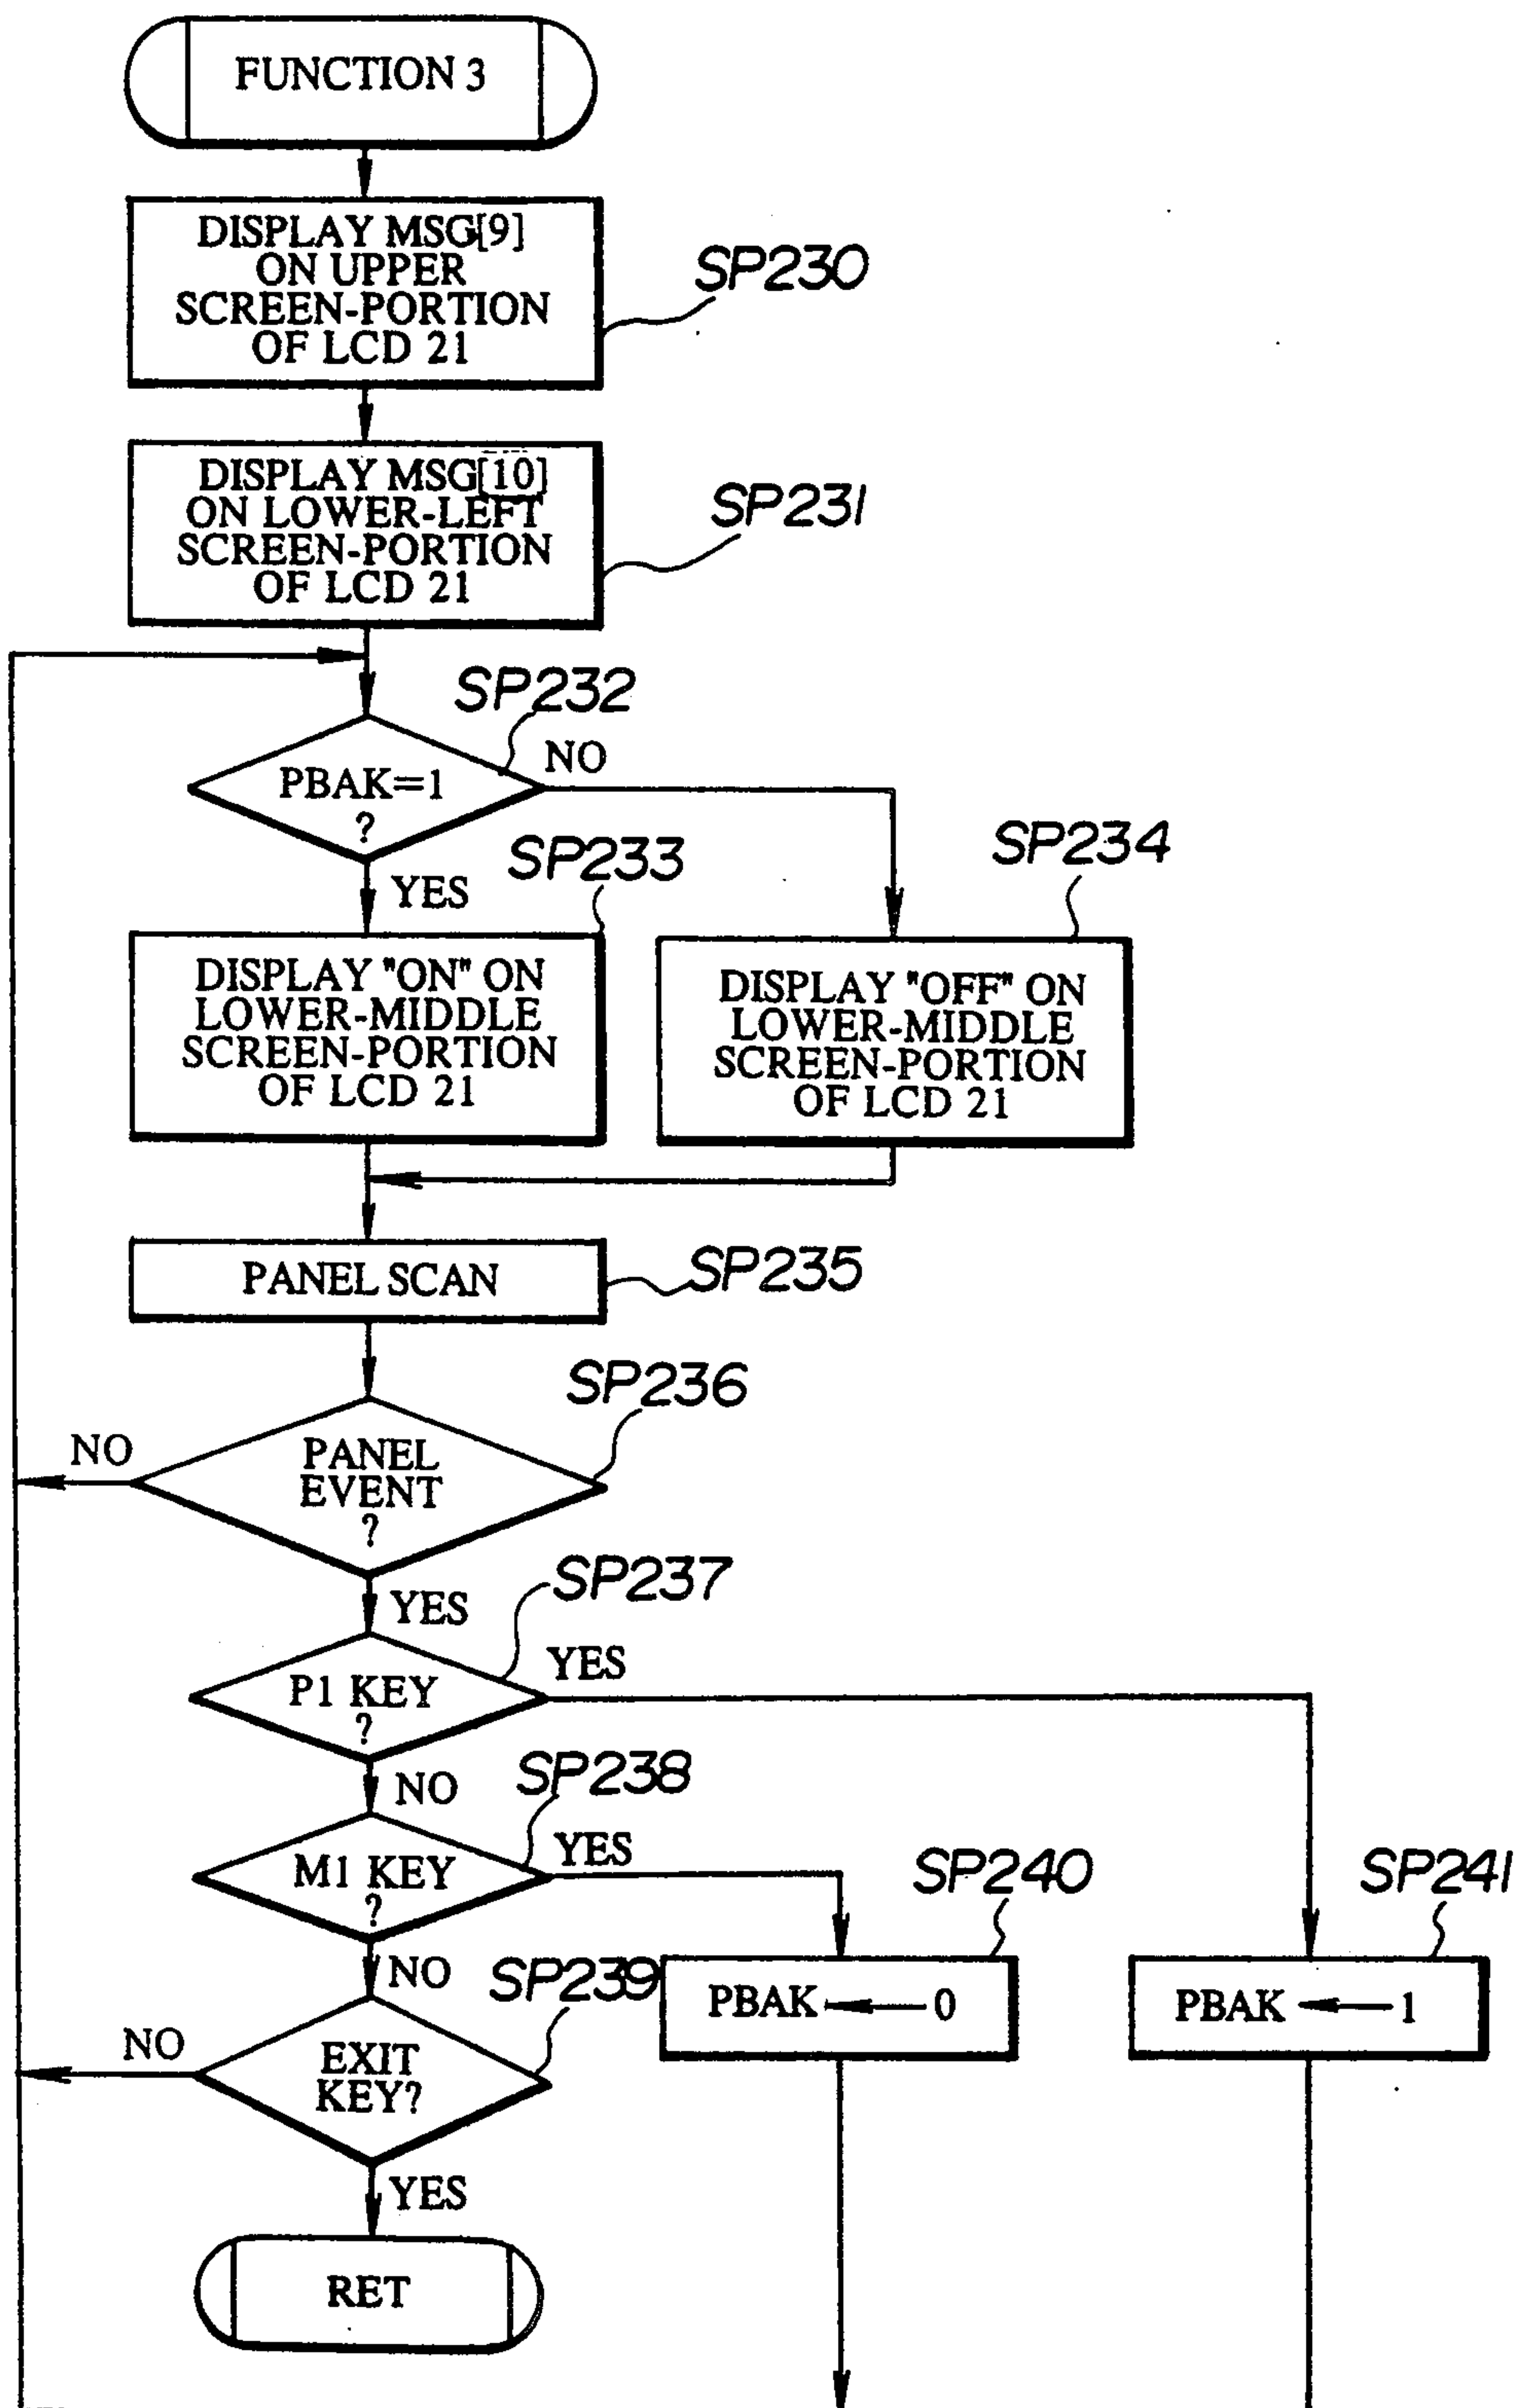 FUNCTION 3
DISPLAY MSG[9]
ON UPPER
SCREEN-PORTION
OF LCD 21
SP230
DISPLAY MSG[10]
ON LOWER-LEFT
SCREEN-PORTION
OF LCD 21
SP231
SP232
PBAK=1
?
NO
YES
SP233
SP234
DISPLAY "ON" ON
LOWER-MIDDLE
SCREEN-PORTION
OF LCD 21
DISPLAY "OFF" ON
LOWER-MIDDLE
SCREEN-PORTION
OF LCD 21
PANEL SCAN
SP235
SP236
NO
PANEL
EVENT
?
YES
SP237
P1 KEY
?
YES
NO
SP238
M1 KEY
?
YES
NO
SP240
SP241
SP239
PBAK ← 0
PBAK ← 1
NO
EXIT
KEY?
YES
RET